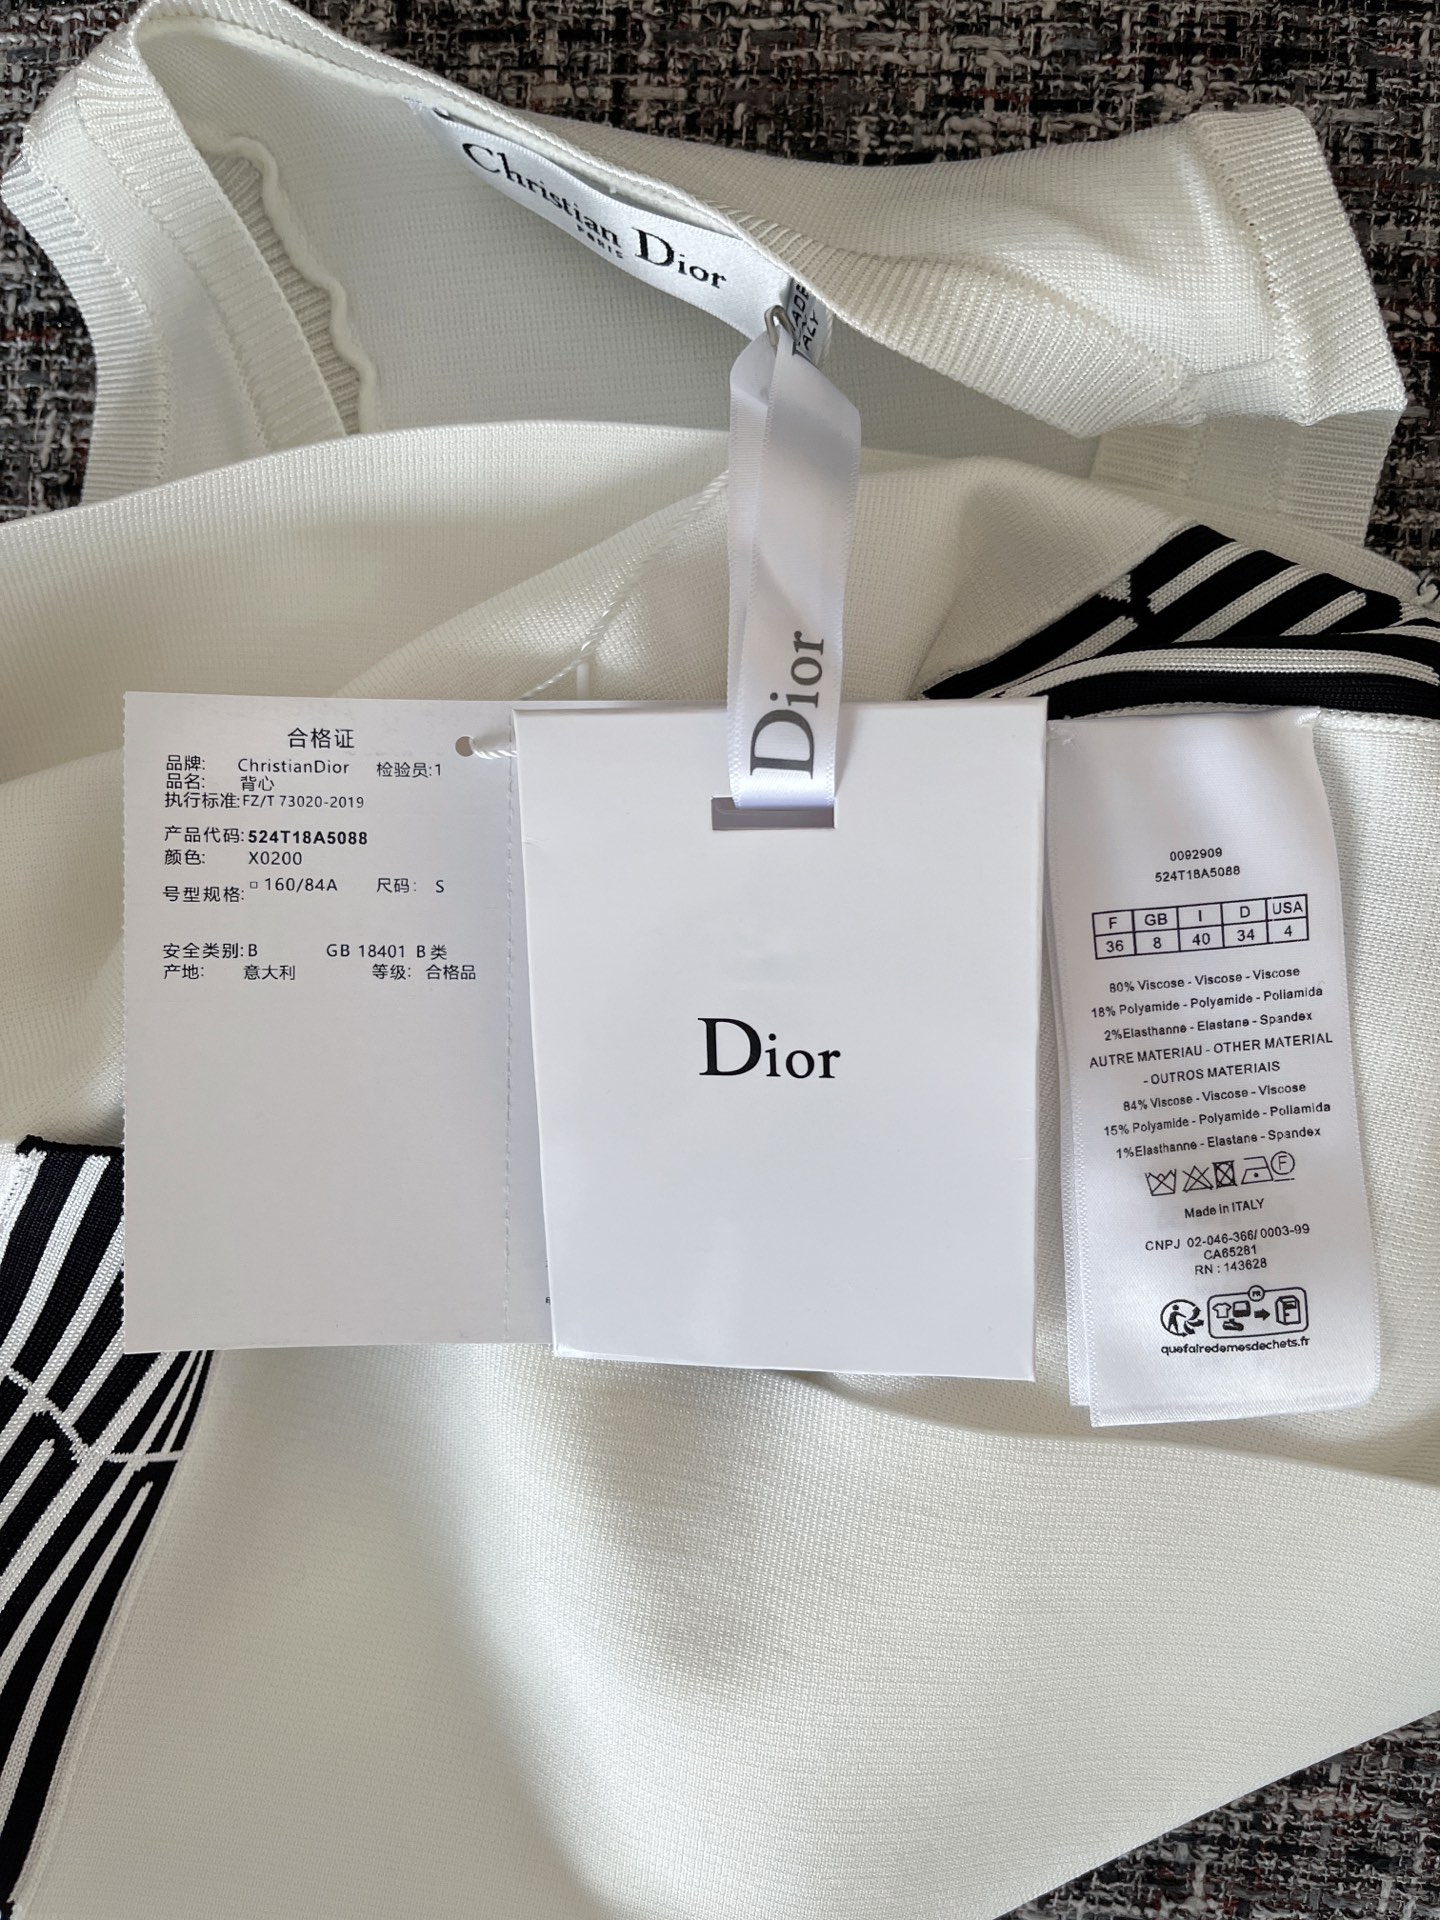 Christian Dior
PARIS
MADE
ITALY
Dior
合格证
品牌: ChristianDior 检验员:1
品名: 背心
执行标准:FZ/T 73020-2019
产品代码:524T18A5088
颜色: X0200
号型规格: 160/84A 尺码: S
安全类别:B GB 18401 B类
产地: 意大利 等级: 合格品
Dior
0092909
524T18A5088
F GB I D USA
36 8 40 34 4
80% Viscose - Viscose - Viscose
18% Polyamide - Polyamide - Poliamida
2%Elasthanne - Elastane - Spandex
AUTRE MATERIAU - OTHER MATERIAL
- OUTROS MATERIAIS
84% Viscose - Viscose - Viscose
15% Polyamide - Polyamide - Poliamida
1%Elasthanne - Elastane - Spandex
F
Made in ITALY
CNPJ 02-046-366/0003-99
CA65281
RN : 143628
FR
quefairedemesdechets.fr